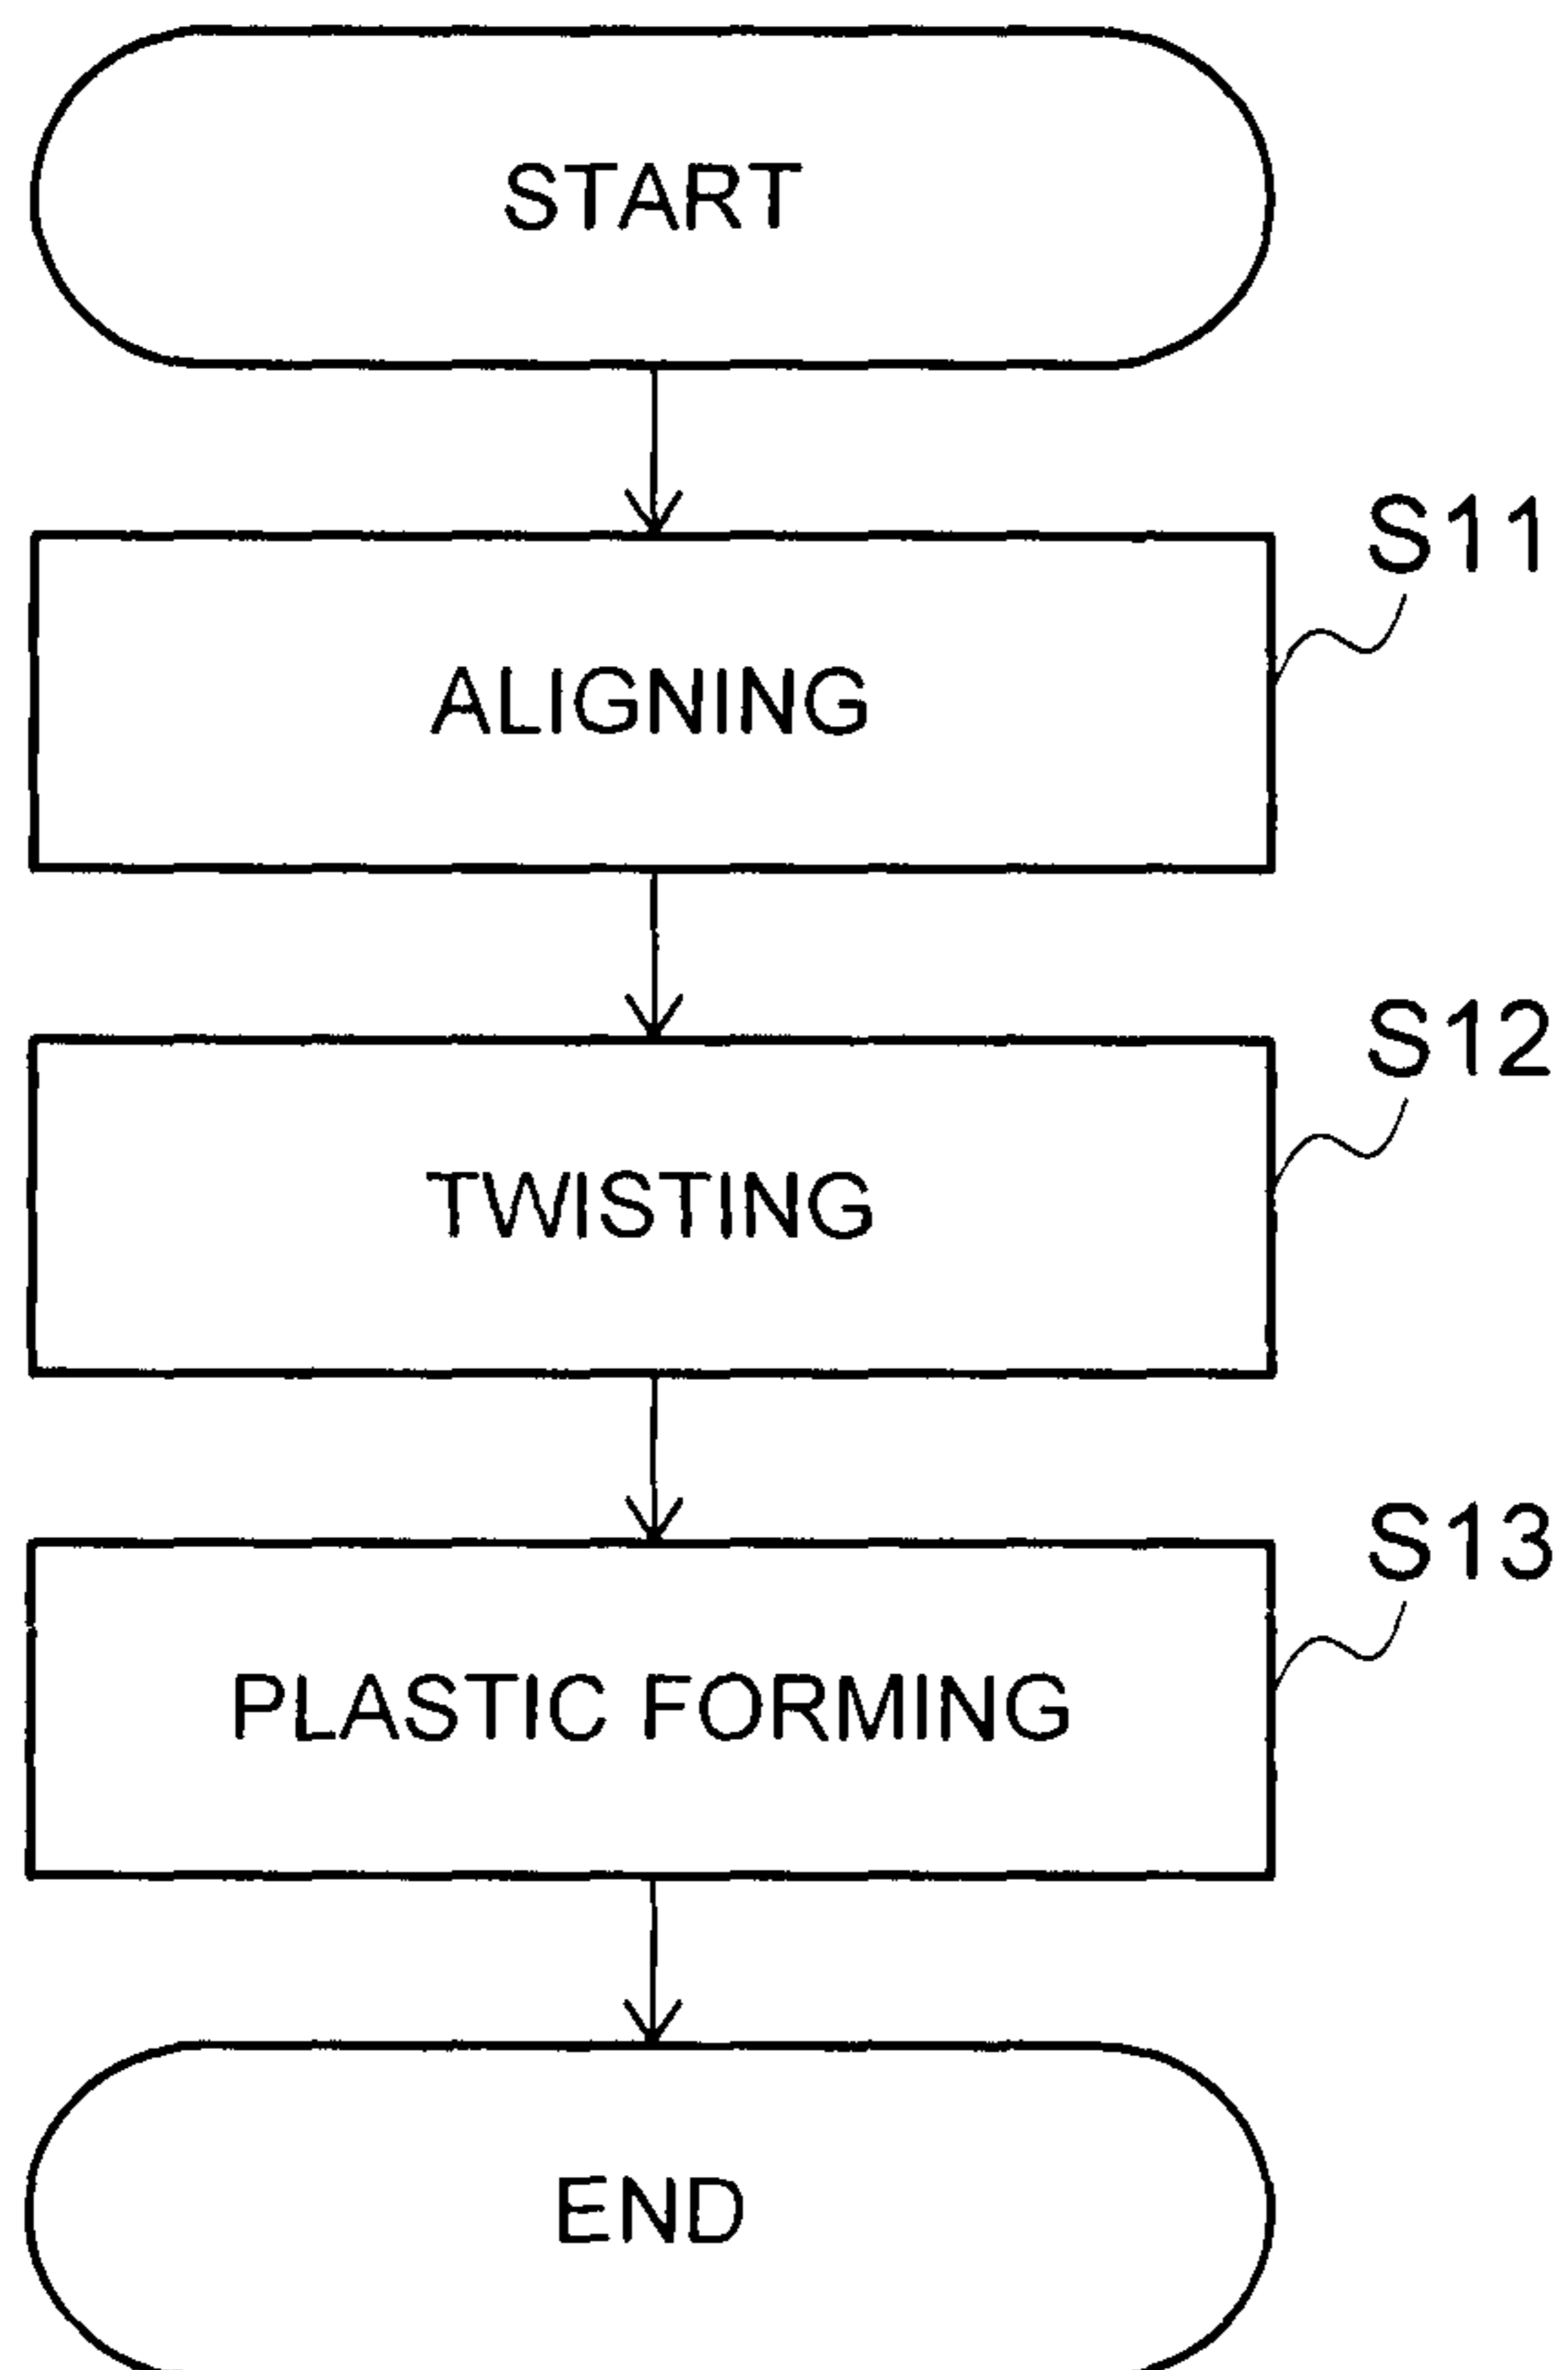 START
S11
ALIGNING
S12
TWISTING
S13
PLASTIC FORMING
END